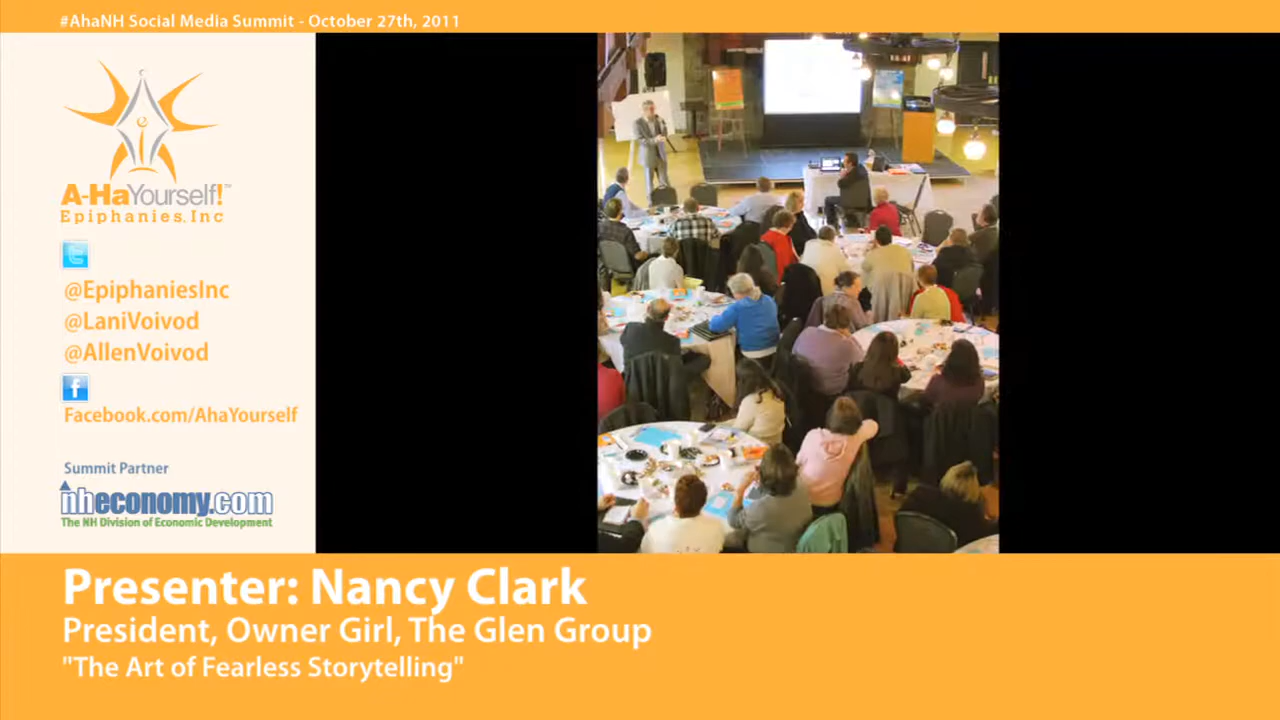 #AhaNH Social Media Summit - October 27th, 2011
e
A-HaYourself!™
Epiphanies, Inc
@EpiphaniesInc
@LaniVoivod
@AllenVoivod
f
Facebook.com/AhaYourself
Summit Partner
nheconomy.com
The NH Division of Economic Development
Presenter: Nancy Clark
President, Owner Girl, The Glen Group
"The Art of Fearless Storytelling"